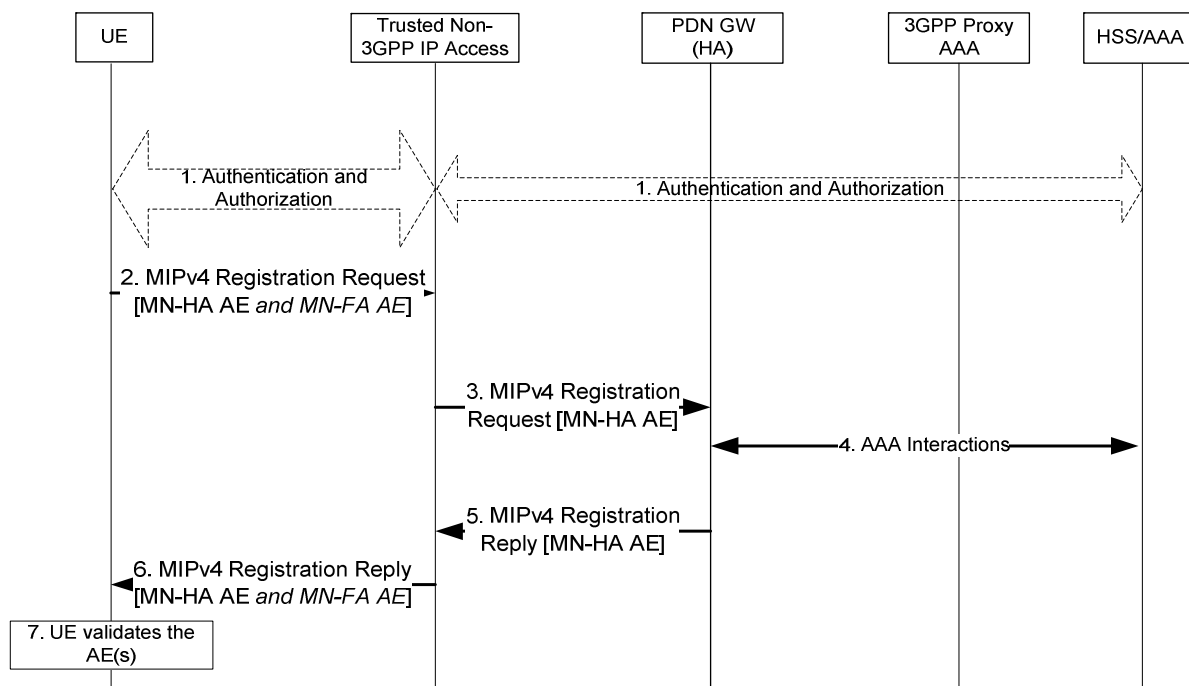 UE
Trusted Non-
3GPP IP Access
PDN GW
(HA)
3GPP Proxy
AAA
HSS/AAA
1. Authentication and
Authorization
1. Authentication and Authorization
2. MIPv4 Registration Request
[MN-HA AE and MN-FA AE]
3. MIPv4 Registration
Request [MN-HA AE]
4. AAA Interactions
5. MIPv4 Registration
Reply [MN-HA AE]
6. MIPv4 Registration Reply
[MN-HA AE and MN-FA AE]
7. UE validates the
AE(s)